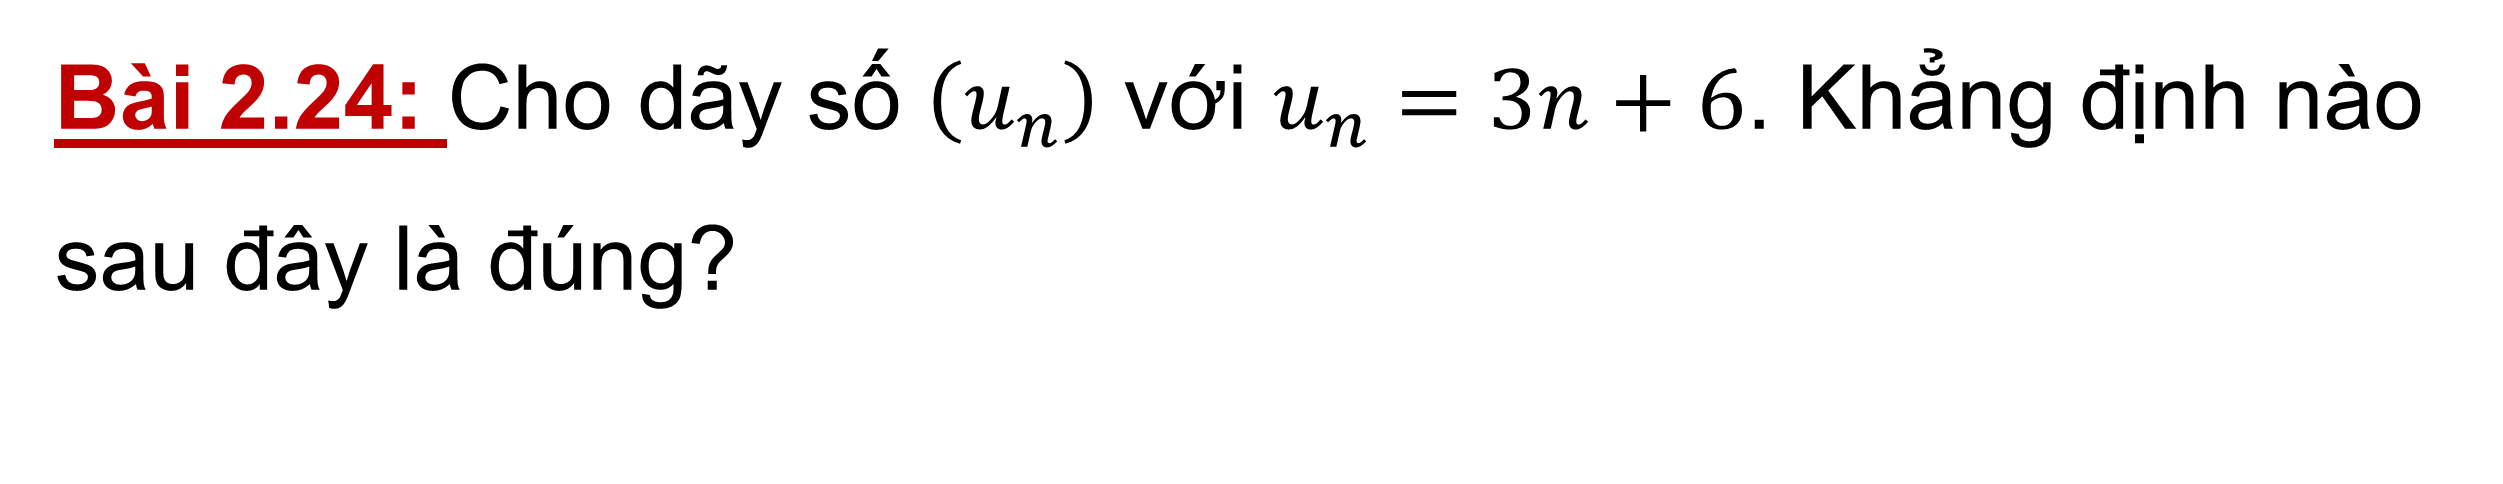 Bài 2.24: Cho dãy số (uₙ) với uₙ = 3n + 6. Khẳng định nào
sau đây là đúng?